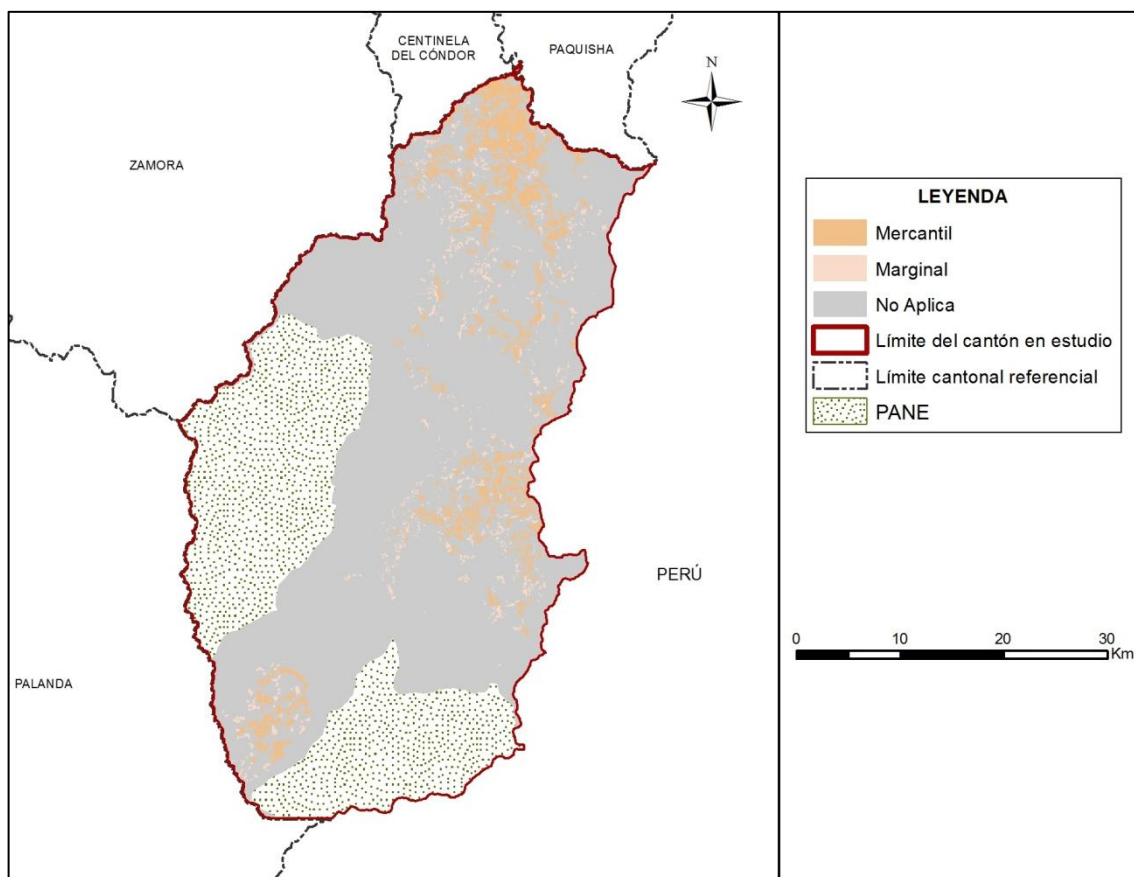 CENTINELA
DEL CÓNDOR
PAQUISHA
N
ZAMORA
PERÚ
PALANDA
LEYENDA
Mercantil
Marginal
No Aplica
Límite del cantón en estudio
Límite cantonal referencial
PANE
0 10 20 30
Km